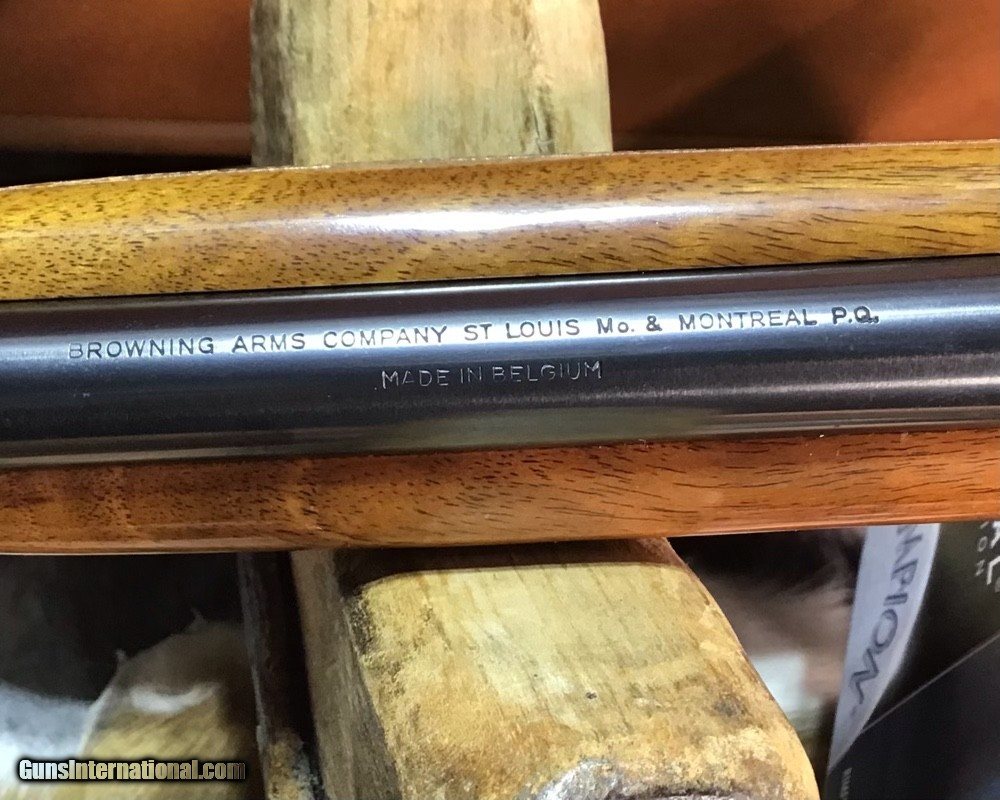 BROWNING ARMS COMPANY ST LOUIS Mo. & MONTREAL P.Q.
MADE IN BELGIUM
GunsInternational.com